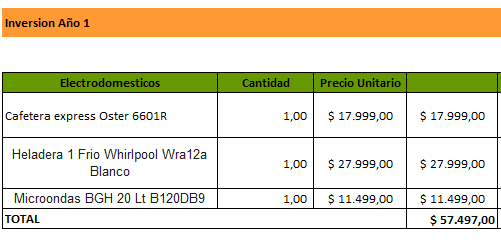 Inversion Año 1
Electrodomesticos Cantidad Precio Unitario
Cafetera express Oster 6601R 1,00 $ 17.999,00 $ 17.999,00
Heladera 1 Frio Whirlpool Wra12a
Blanco 1,00 $ 27.999,00 $ 27.999,00
Microondas BGH 20 Lt B120DB9 1,00 $ 11.499,00 $ 11.499,00
TOTAL $ 57.497,00